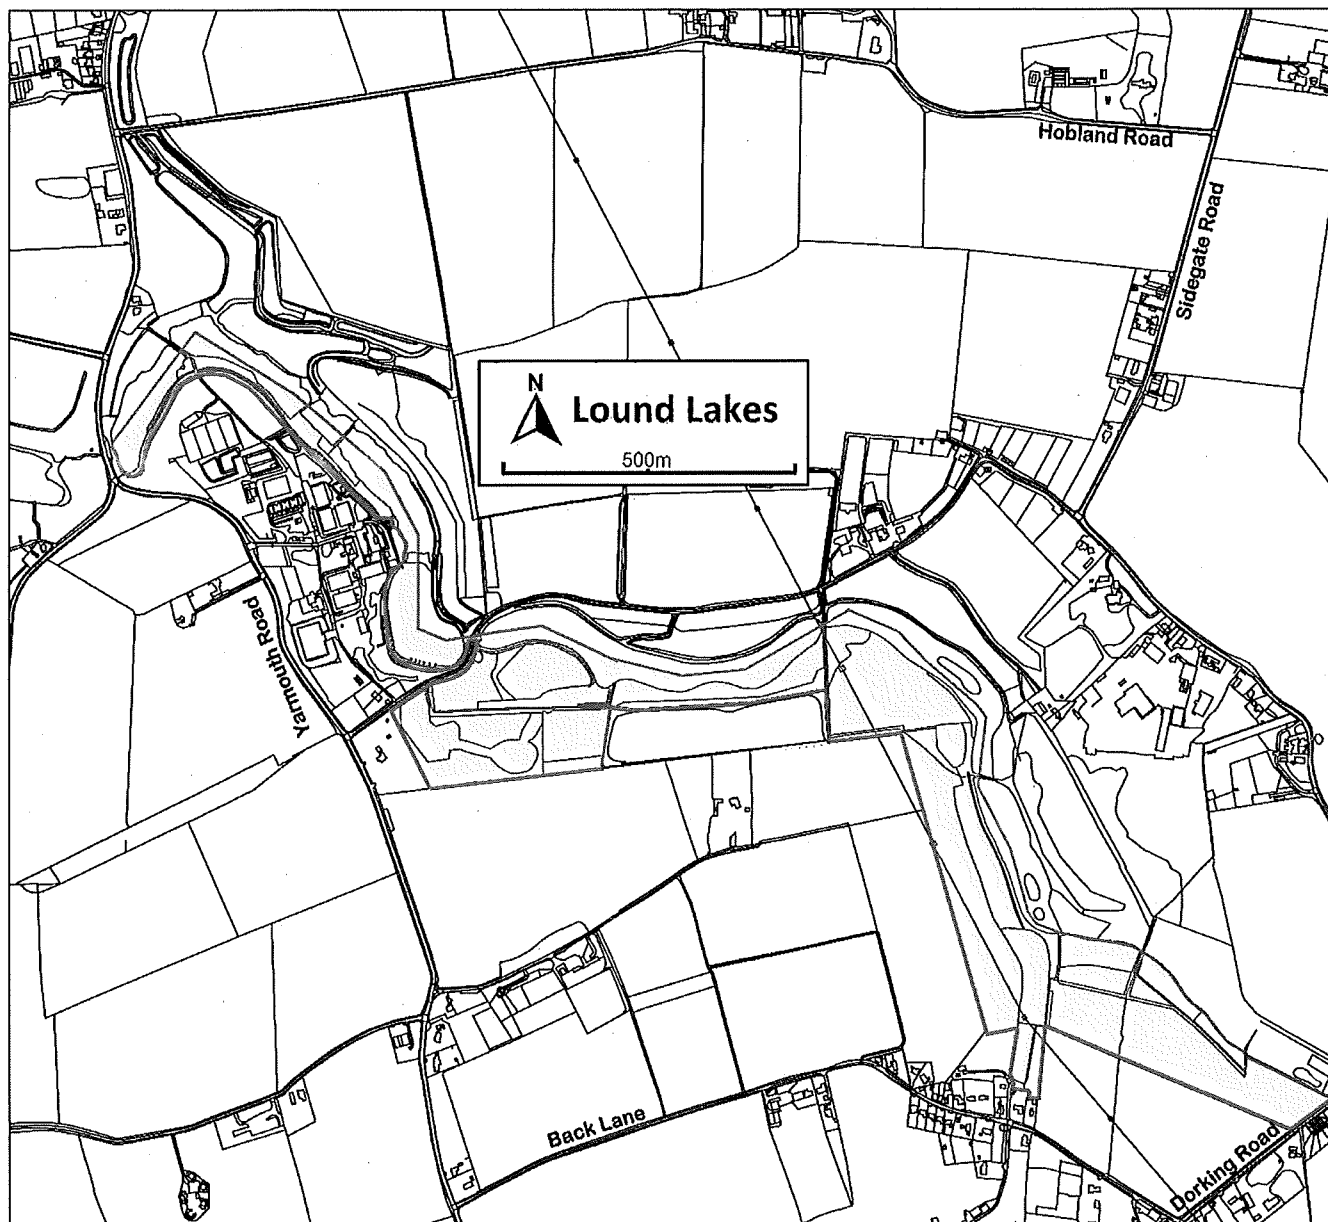 Hobland Road
Sidegate Road
N
Lound Lakes
500m
Yarmouth Road
Back Lane
Dorking Road